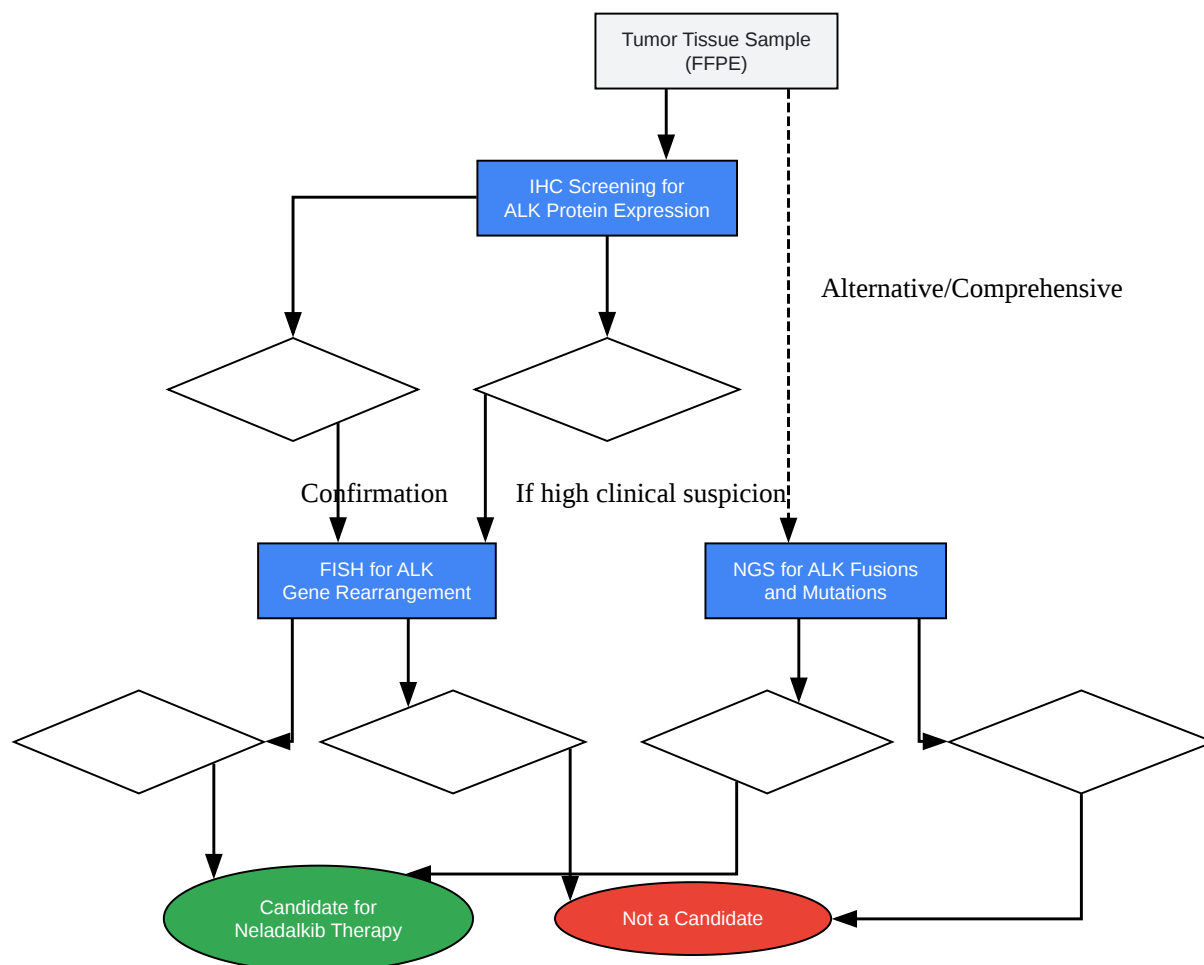 Tumor Tissue Sample
(FFPE)
IHC Screening for
ALK Protein Expression
Alternative/Comprehensive
Confirmation
If high clinical suspicion
FISH for ALK
Gene Rearrangement
NGS for ALK Fusions
and Mutations
Candidate for
Neladalkib Therapy
Not a Candidate